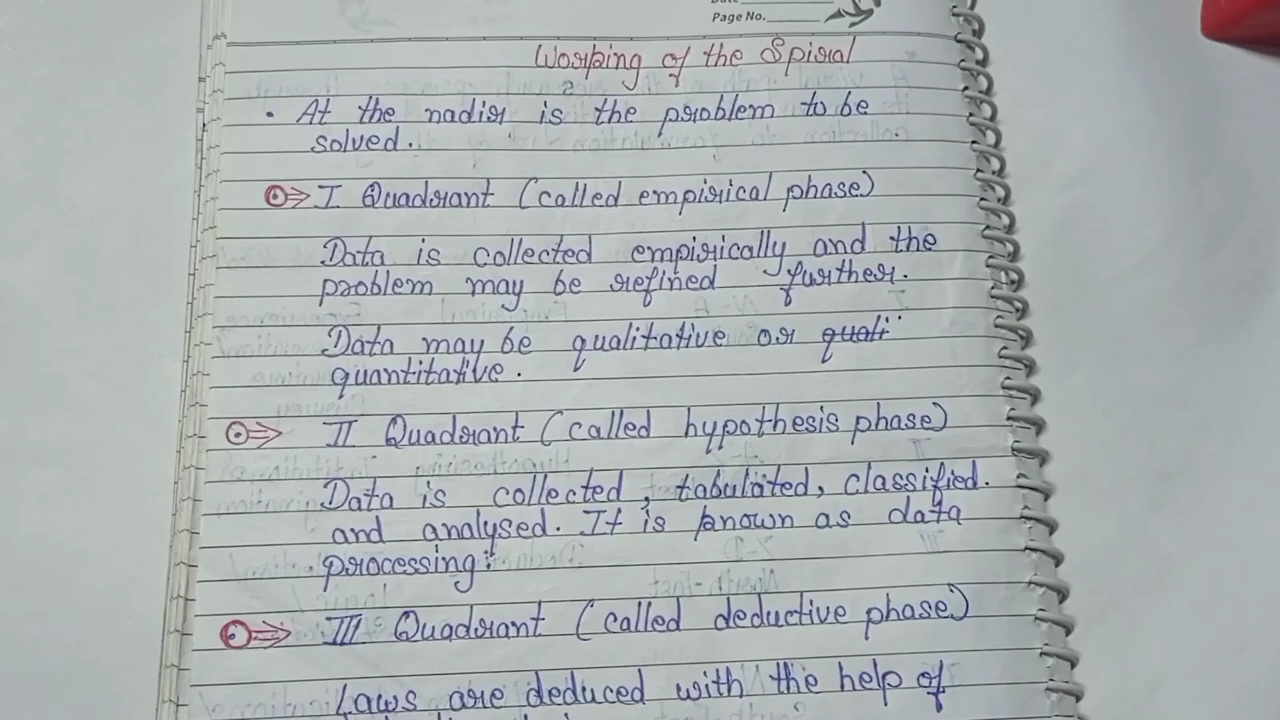 Page No.
Working of the Spiral
• At the nadir is the problem to be
solved.
⊙⇒ I Quadrant (called empirical phase)
Data is collected empirically and the
problem may be refined further.
Data may be qualitative or quali
quantitative.
⊙⇒ II Quadrant (called hypothesis phase)
Data is collected, tabulated, classified.
and analysed. It is known as data
processing.
⊙⇒ III Quadrant (called deductive phase)
Laws are deduced with the help of